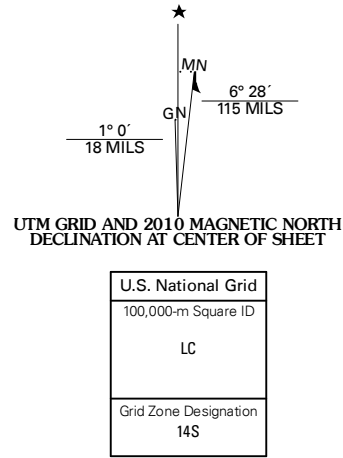 ★
MN
GN
6° 28´
115 MILS
1° 0´
18 MILS
UTM GRID AND 2010 MAGNETIC NORTH
DECLINATION AT CENTER OF SHEET
U.S. National Grid
100,000-m Square ID
LC
Grid Zone Designation
14S